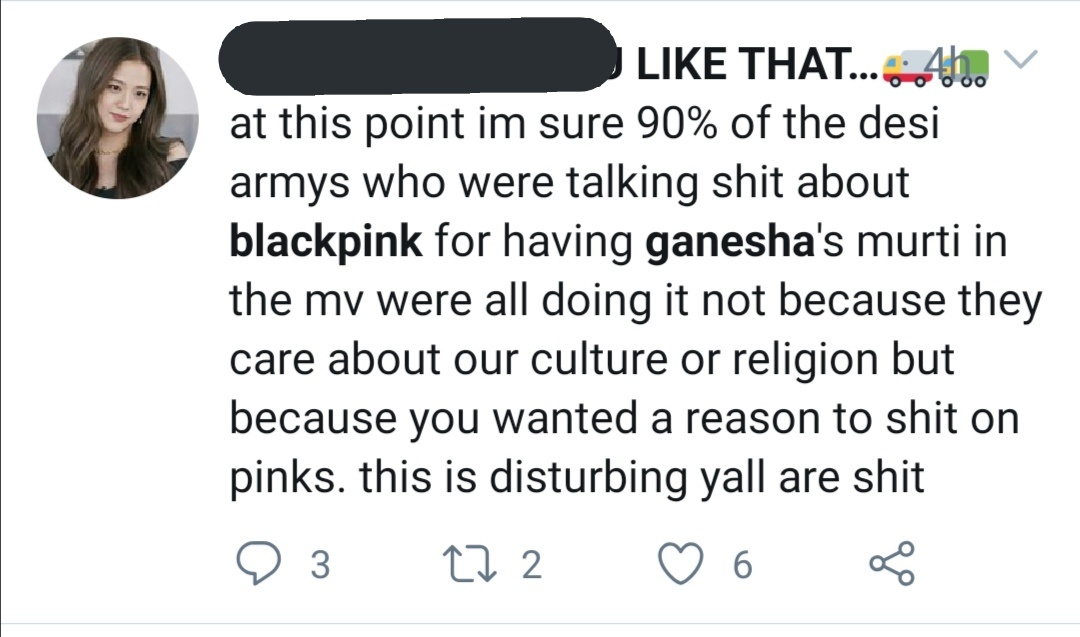 LIKE THAT... 4h
at this point im sure 90% of the desi
armys who were talking shit about
blackpink for having ganesha's murti in
the mv were all doing it not because they
care about our culture or religion but
because you wanted a reason to shit on
pinks. this is disturbing yall are shit
3 2 6